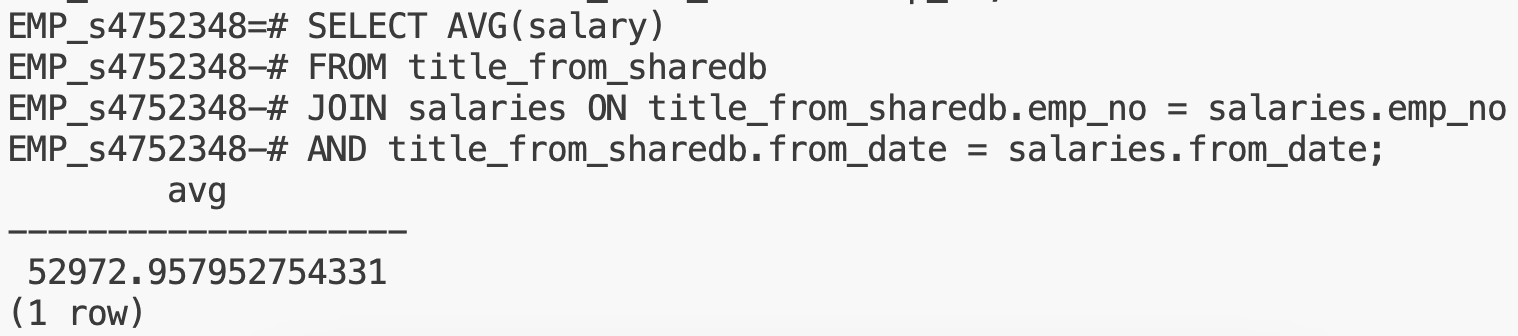 EMP_s4752348=# SELECT AVG(salary)
EMP_s4752348-# FROM title_from_sharedb
EMP_s4752348-# JOIN salaries ON title_from_sharedb.emp_no = salaries.emp_no
EMP_s4752348-# AND title_from_sharedb.from_date = salaries.from_date;
avg
--------------------
52972.957952754331
(1 row)